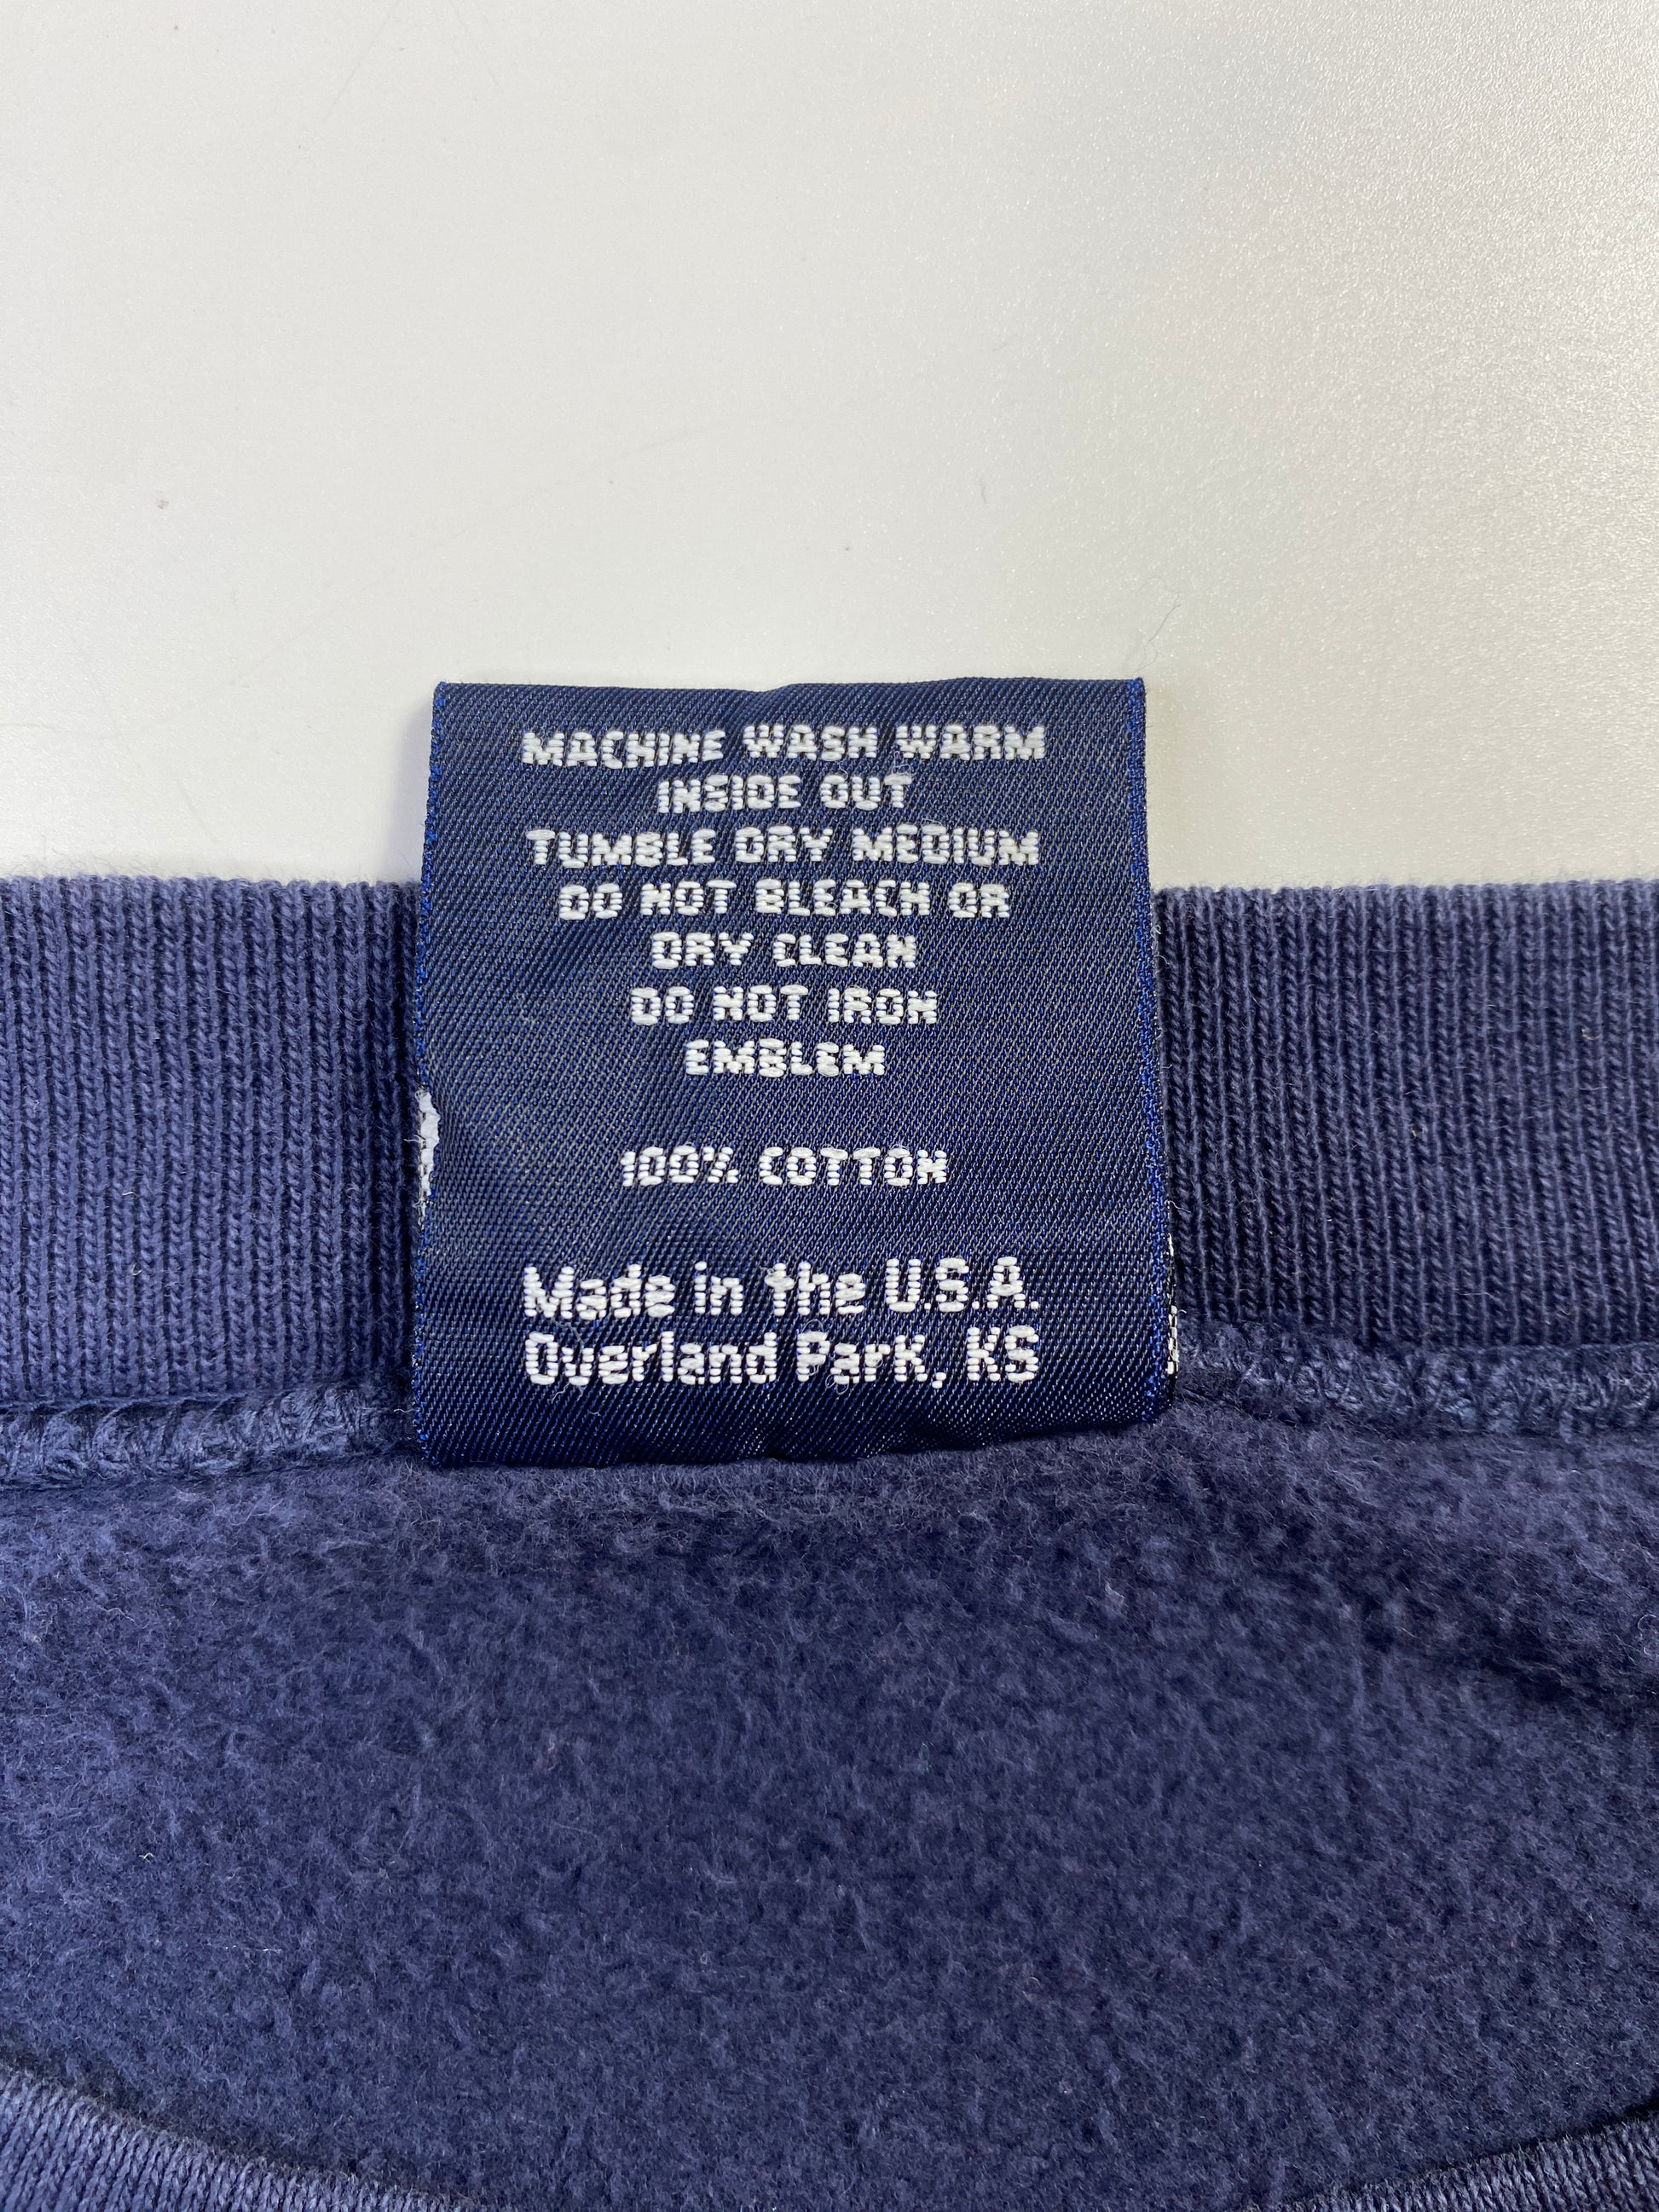 MACHINE WASH WARM
INSIDE OUT
TUMBLE DRY MEDIUM
DO NOT BLEACH OR
DRY CLEAN
DO NOT IRON
EMBLEM
100% COTTON
Made in the U.S.A.
Overland Park, KS